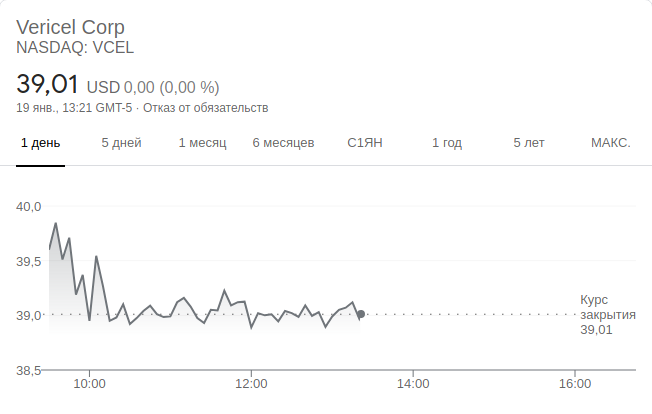 Vericel Corp
NASDAQ: VCEL
39,01 USD 0,00 (0,00 %)
19 янв., 13:21 GMT-5 · Отказ от обязательств
1 день 5 дней 1 месяц 6 месяцев С1ЯН 1 год 5 лет МАКС.
40,0
39,5
39,0
38,5
Курс
закрытия
39,01
10:00 12:00 14:00 16:00